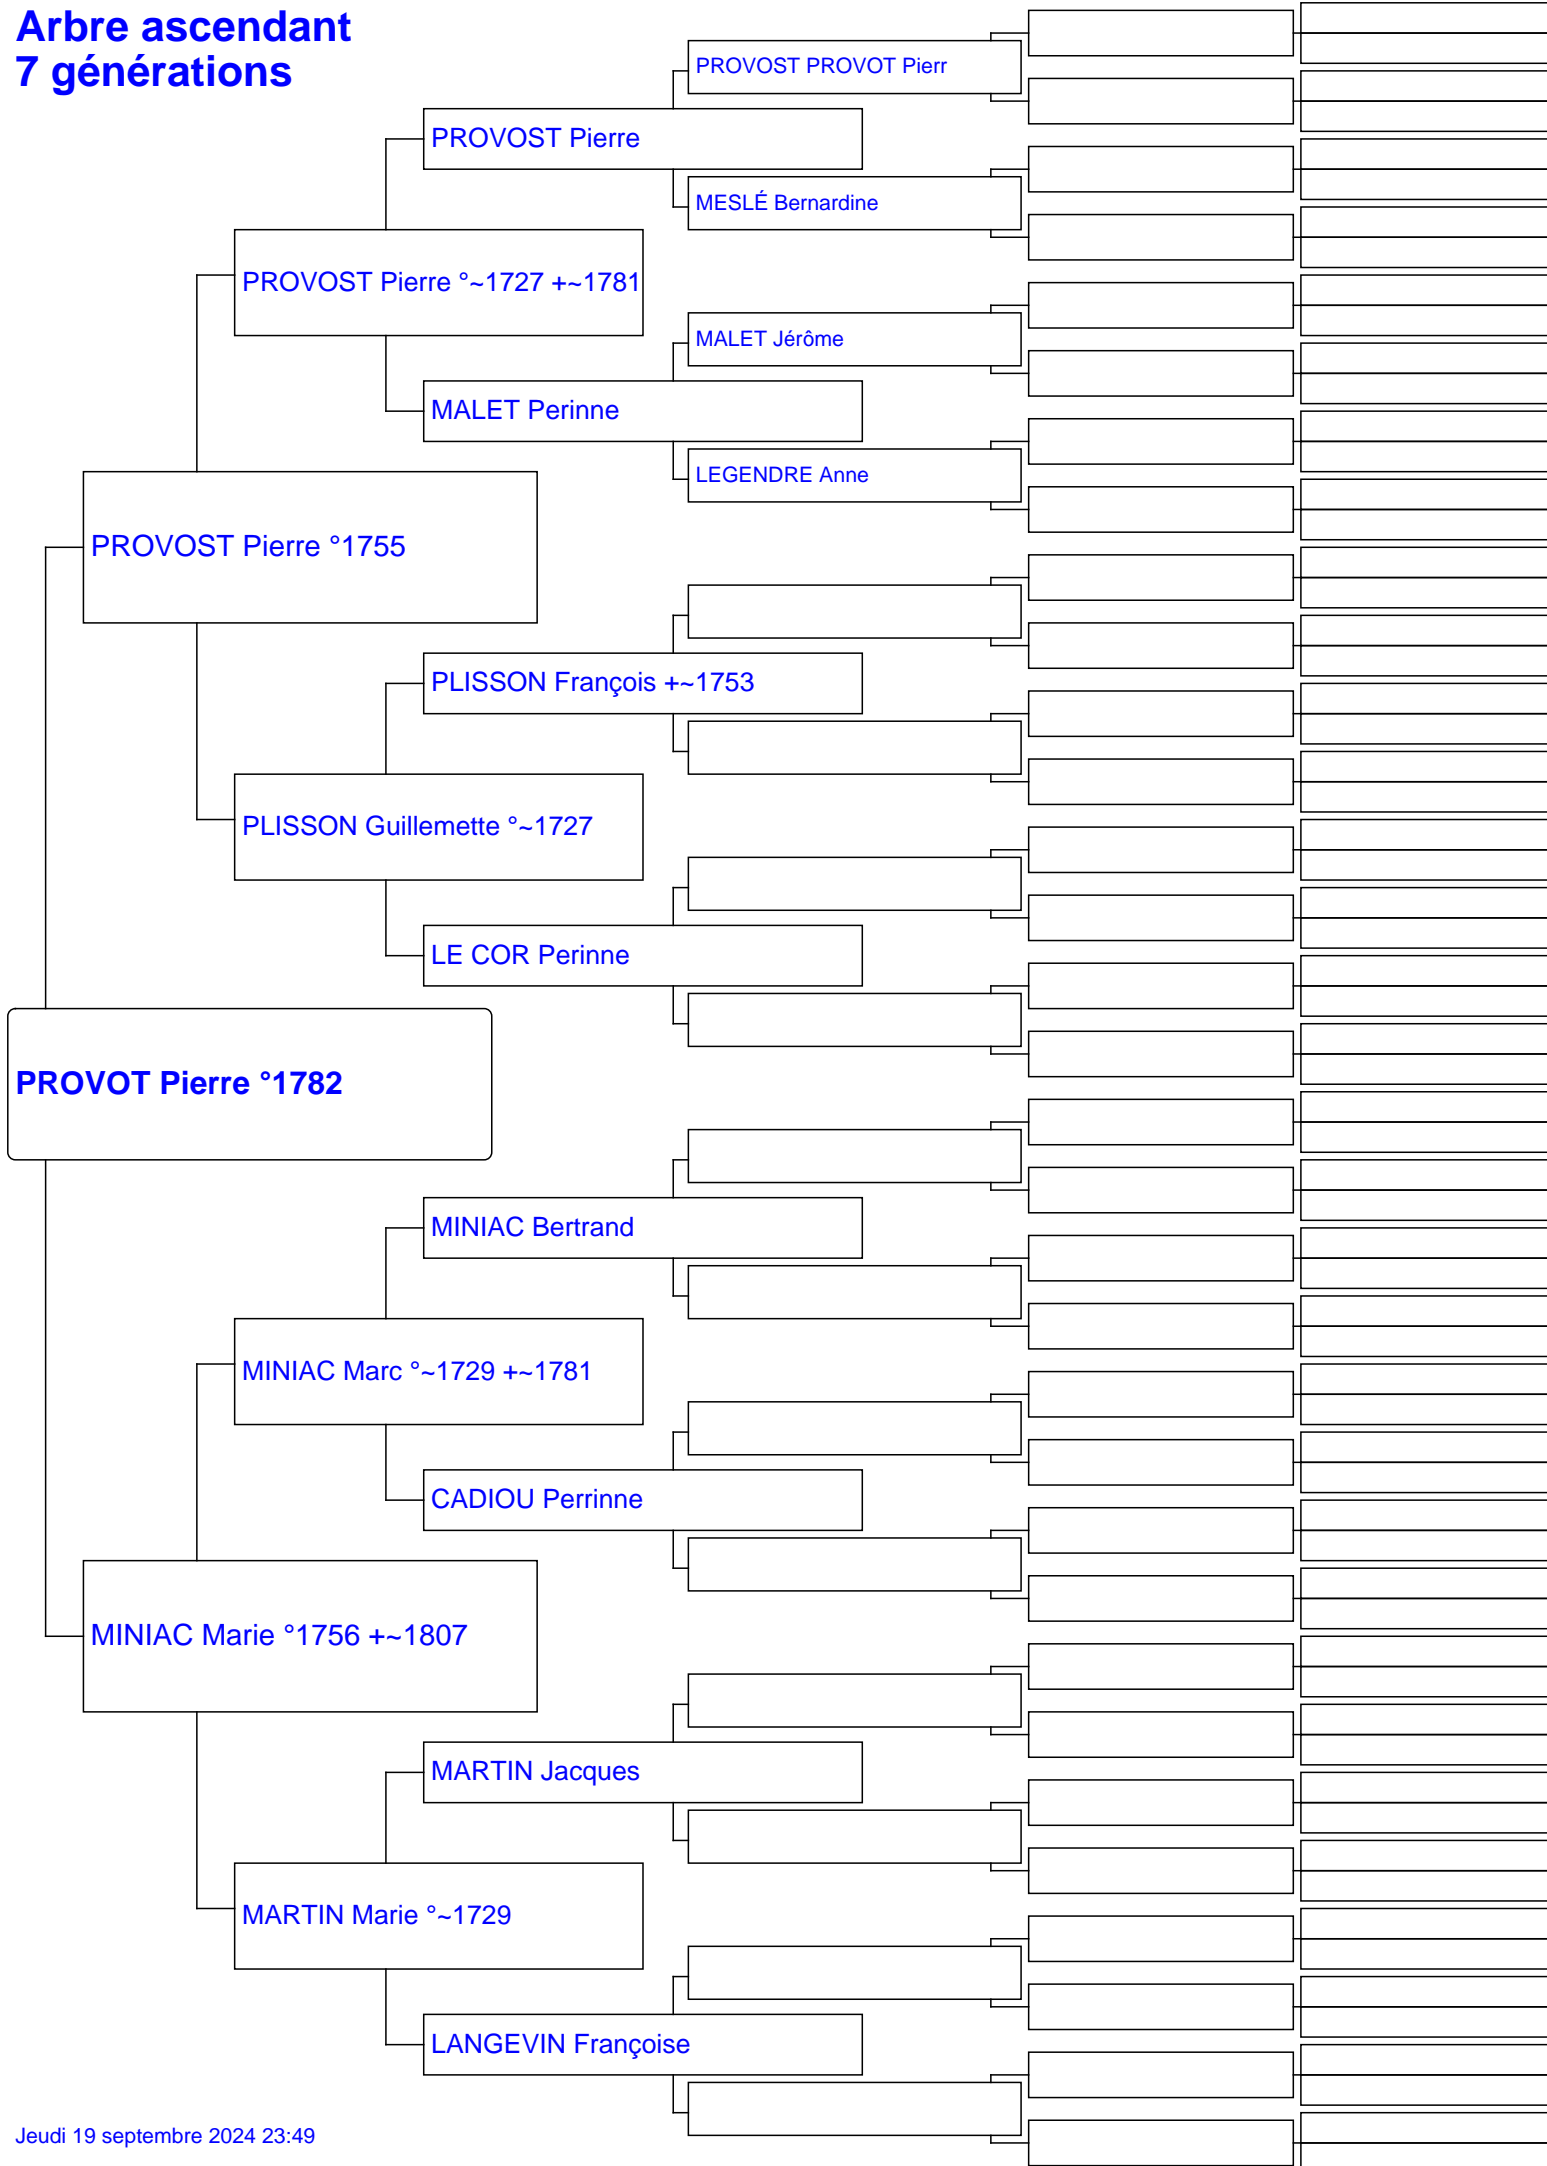 Arbre ascendant
7 générations
PROVOST PROVOT Pierr
PROVOST Pierre
MESLÉ Bernardine
PROVOST Pierre °~1727 +~1781
MALET Jérôme
MALET Perinne
LEGENDRE Anne
PROVOST Pierre °1755
PLISSON François +~1753
PLISSON Guillemette °~1727
LE COR Perinne
PROVOT Pierre °1782
MINIAC Bertrand
MINIAC Marc °~1729 +~1781
CADIOU Perrinne
MINIAC Marie °1756 +~1807
MARTIN Jacques
MARTIN Marie °~1729
LANGEVIN Françoise
Jeudi 19 septembre 2024 23:49